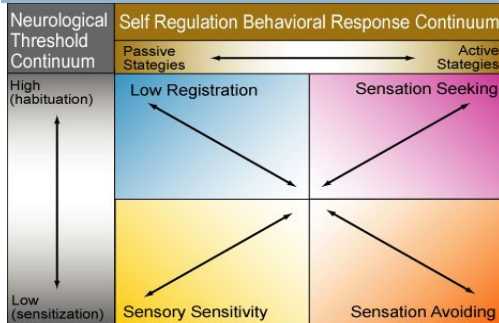 Neurological
Threshold
Continuum
Self Regulation Behavioral Response Continuum
Passive
Stategies
Active
Stategies
High
(habituation)
Low Registration
Sensation Seeking
Low
(sensitization)
Sensory Sensitivity
Sensation Avoiding